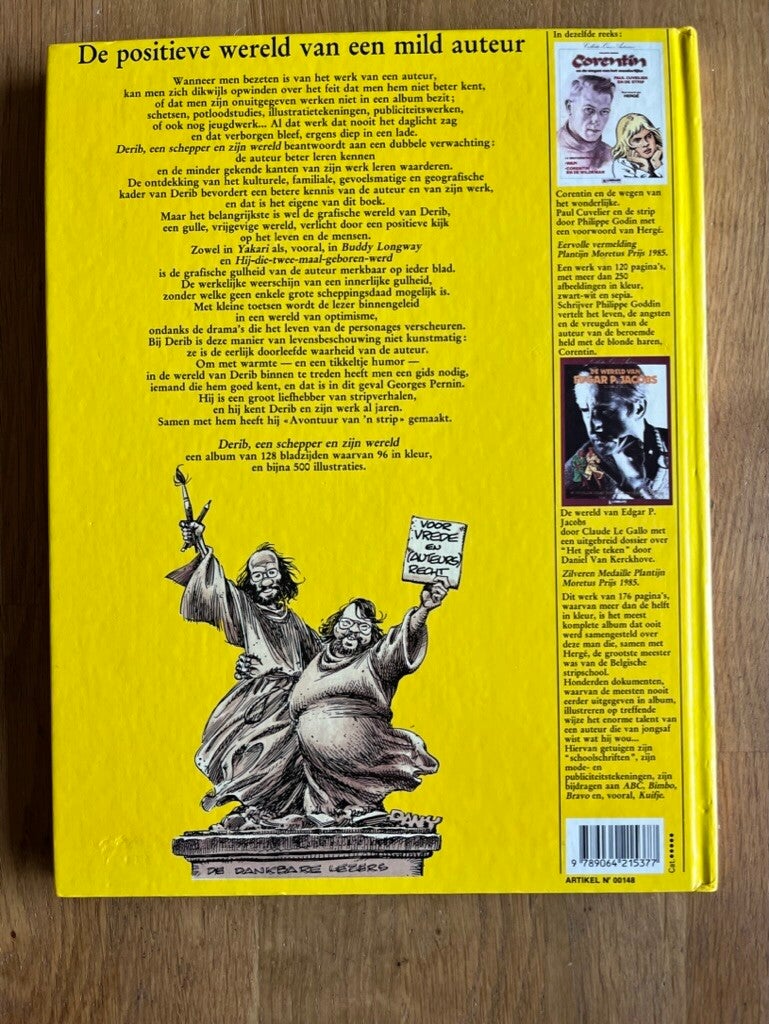 De positieve wereld van een mild auteur
Wanneer men bezeten is van het werk van een auteur,
kan men zich dikwijls opwinden over het feit dat men hem niet beter kent,
of dat men zijn onuitgegeven werken niet in een album bezit;
schetsen, potloodstudies, illustratietekeningen, publiciteitswerken,
of ook nog jeugdwerk... Al dat werk dat nooit het daglicht zag
en dat verborgen bleef, ergens diep in een lade.
Derib, een schepper en zijn wereld beantwoordt aan een dubbele verwachting:
de auteur beter leren kennen
en de minder gekende kanten van zijn werk leren waarderen.
De ontdekking van het kulturele, familiale, gevoelsmatige en geografische
kader van Derib bevordert een betere kennis van de auteur en van zijn werk,
en dat is het eigene van dit boek.
Maar het belangrijkste is wel de grafische wereld van Derib,
een gulle, vrijgevige wereld, verlicht door een positieve kijk
op het leven en de mensen.
Zowel in Yakari als, vooral, in Buddy Longway
en Hij-die-twee-maal-geboren-werd
is de grafische gulheid van de auteur merkbaar op ieder blad.
De werkelijke weerschijn van een innerlijke gulheid,
zonder welke geen enkele grote scheppingsdaad mogelijk is.
Met kleine toetsen wordt de lezer binnengeleid
in een wereld van optimisme,
ondanks de drama's die het leven van de personages verscheuren.
Bij Derib is deze manier van levensbeschouwing niet kunstmatig:
ze is de eerlijk doorleefde waarheid van de auteur.
Om met warmte — en een tikkeltje humor —
in de wereld van Derib binnen te treden heeft men een gids nodig,
iemand die hem goed kent, en dat is in dit geval Georges Pernin.
Hij is een groot liefhebber van stripverhalen,
en hij kent Derib en zijn werk al jaren.
Samen met hem heeft hij «Avontuur van 'n strip» gemaakt.
Derib, een schepper en zijn wereld
een album van 128 bladzijden waarvan 96 in kleur,
en bijna 500 illustraties.
VOOR
VREDE
EN
(AUTEURS)
RECHT
DANY
DE DANKBARE LEZERS
In dezelfde reeks:
Corentin
en de wegen van het wonderlijke
PAUL CUVELIER
EN DE STRIP
HERGÉ
Corentin en de wegen van
het wonderlijke.
Paul Cuvelier en de strip
door Philippe Godin met
een voorwoord van Hergé.
Eervolle vermelding
Plantijn Moretus Prijs 1985.
Een werk van 120 pagina's,
met meer dan 250
afbeeldingen in kleur,
zwart-wit en sepia.
Schrijver Philippe Goddin
vertelt het leven, de angsten
en de vreugden van de
auteur van de beroemde
held met de blonde haren,
Corentin.
DE WERELD VAN
EDGAR P. JACOBS
De wereld van Edgar P.
Jacobs
door Claude Le Gallo met
een uitgebreid dossier over
"Het gele teken" door
Daniel Van Kerckhove.
Zilveren Medaille Plantijn
Moretus Prijs 1985.
Dit werk van 176 pagina's,
waarvan meer dan de helft
in kleur, is het meest
komplete album dat ooit
werd samengesteld over
deze man die, samen met
Hergé, de grootste meester
was van de Belgische
stripschool.
Honderden dokumenten,
waarvan de meesten nooit
eerder uitgegeven in album,
illustreren op treffende
wijze het enorme talent van
een auteur die van jongsaf
wist wat hij wou...
Hiervan getuigen zijn
"schoolschriften", zijn
mode- en
publiciteitstekeningen, zijn
bijdragen aan ABC, Bimbo,
Bravo en, vooral, Kuifje.
9 789064 215377
Cat.●●●●●
ARTIKEL N° 00148